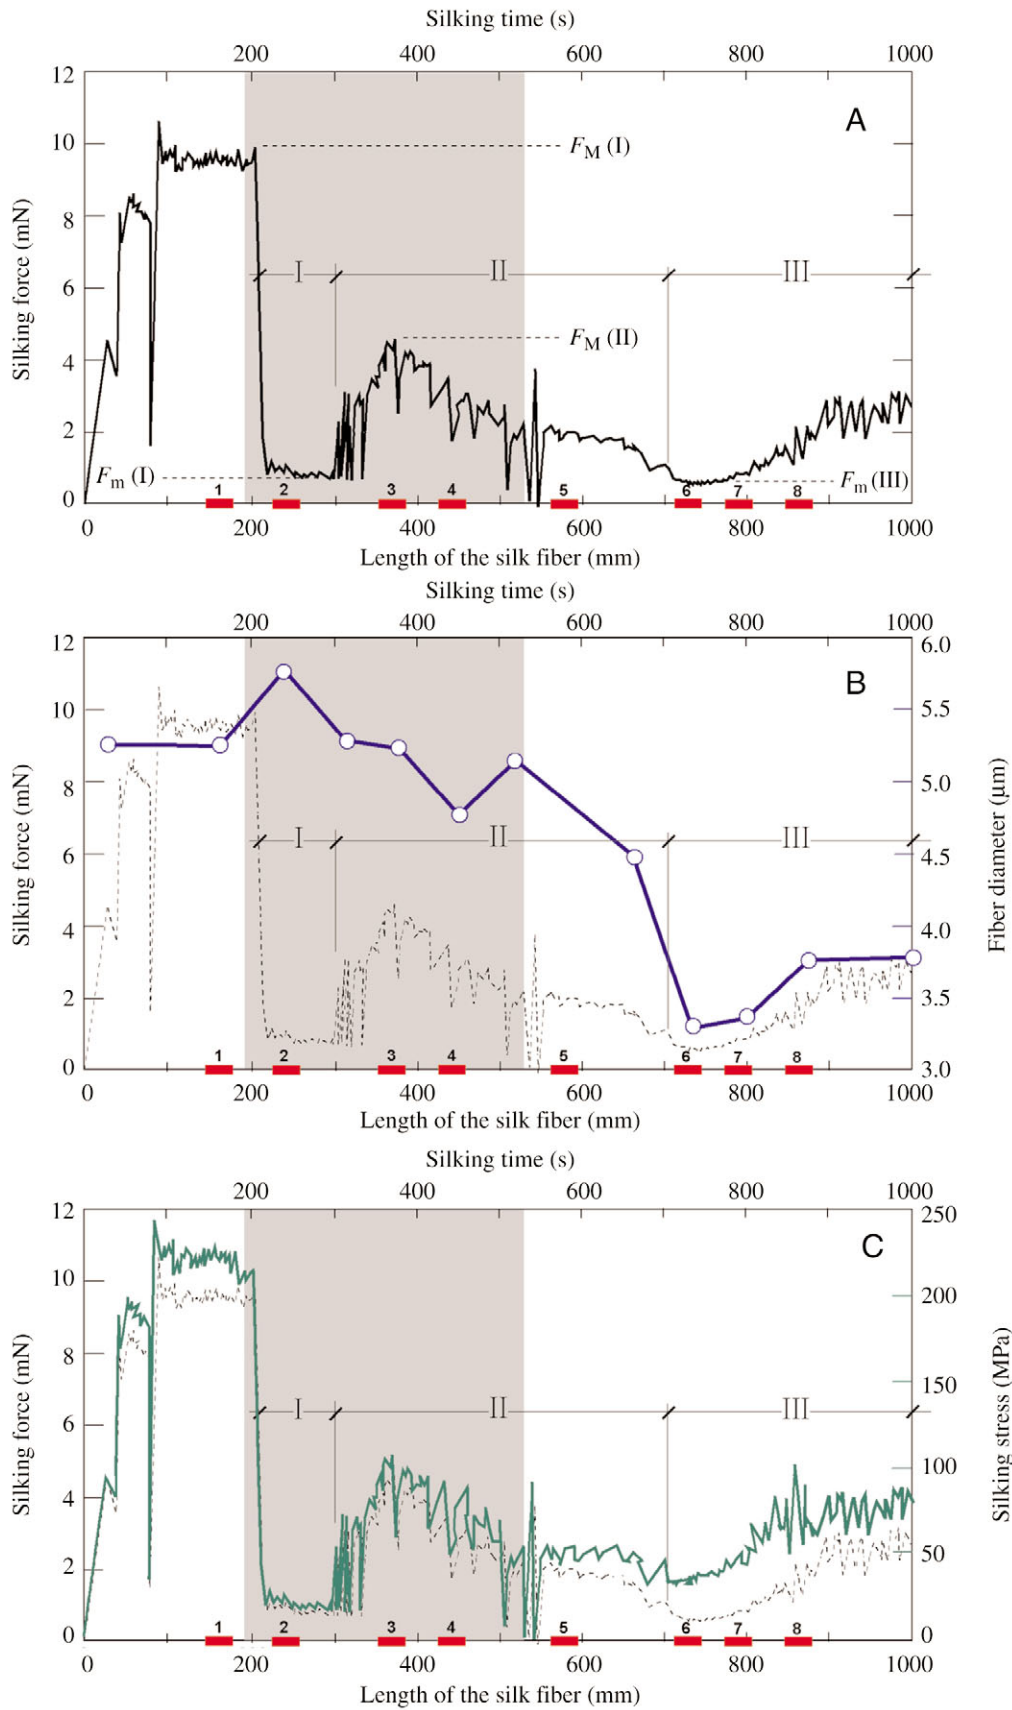 Silking time (s)
200 400 600 800 1000
12
A
10
F_M (I)
Silking force (mN)
8
I II III
6
F_M (II)
4
2
F_m (I)
F_m (III)
1 2 3 4 5 6 7 8
0
0 200 400 600 800 1000
Length of the silk fiber (mm)
Silking time (s)
200 400 600 800 1000
12 6.0
B
10 5.5
Silking force (mN)
8 5.0
Fiber diameter (μm)
I II III
6 4.5
4 4.0
2 3.5
1 2 3 4 5 6 7 8
0 3.0
0 200 400 600 800 1000
Length of the silk fiber (mm)
Silking time (s)
200 400 600 800 1000
12 250
C
10 200
Silking force (mN)
8 150
Silking stress (MPa)
I II III
6 100
4
2 50
1 2 3 4 5 6 7 8
0 0
0 200 400 600 800 1000
Length of the silk fiber (mm)